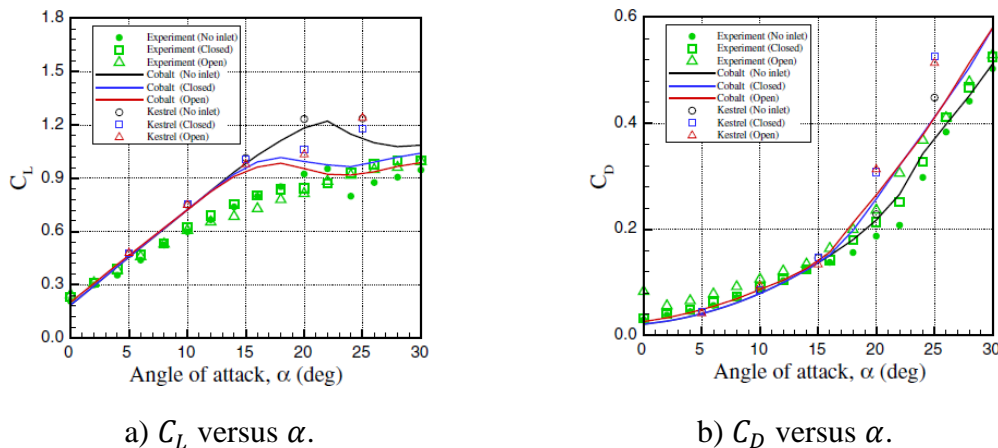 1.8
1.5
1.2
0.9
0.6
0.3
0.0
C_L
Experiment (No inlet)
Experiment (Closed)
Experiment (Open)
Cobalt (No inlet)
Cobalt (Closed)
Cobalt (Open)
Kestrel (No inlet)
Kestrel (Closed)
Kestrel (Open)
0 5 10 15 20 25 30
Angle of attack, α (deg)
a) C_L versus α.
0.6
0.4
0.2
0.0
C_D
Experiment (No inlet)
Experiment (Closed)
Experiment (Open)
Cobalt (No inlet)
Cobalt (Closed)
Cobalt (Open)
Kestrel (No inlet)
Kestrel (Closed)
Kestrel (Open)
0 5 10 15 20 25 30
Angle of attack, α (deg)
b) C_D versus α.